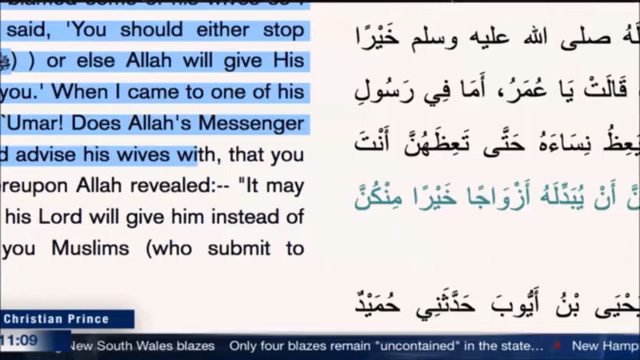 said, 'You should either stop
) or else Allah will give His
you.' When I came to one of his
`Umar! Does Allah's Messenger
advise his wives with, that you
Allah revealed:-- "It may
his Lord will give him instead of
you Muslims (who submit to
صلى الله عليه وسلم خَيْرًا
قَالَتْ يَا عُمَرُ، أَمَا فِي رَسُولِ
نِسَاءَهُ حَتَّى تَعِظَهُنَّ أَنْتَ
أَنْ يُبَدِّلَهُ أَزْوَاجًا خَيْرًا مِنْكُنَّ
يَحْيَى بْنُ أَيُّوبَ حَدَّثَنِي حُمَيْدٌ
Christian Prince
11:09
New South Wales blazes Only four blazes remain "uncontained" in the state... New Hamp